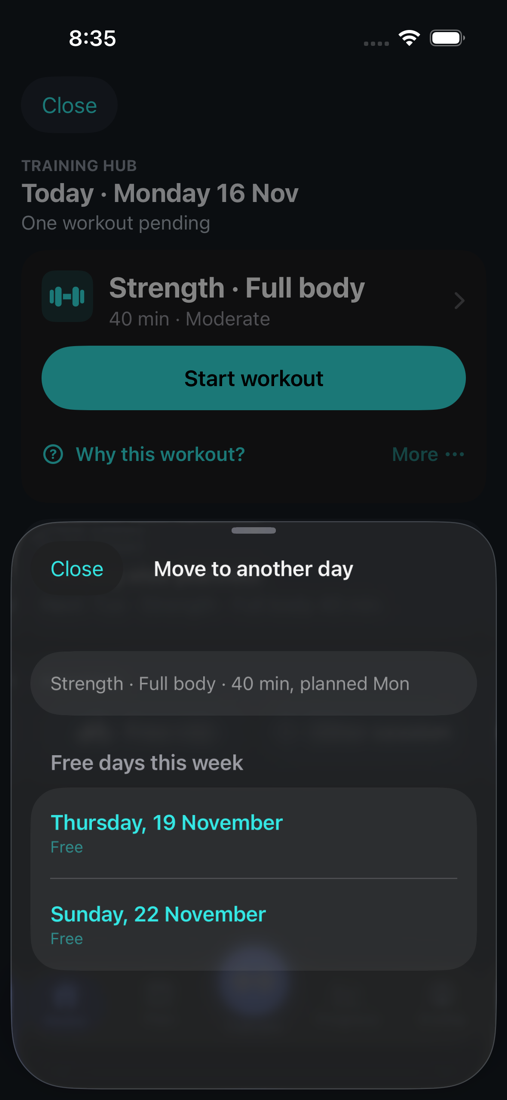 8:35
Close
TRAINING HUB
Today · Monday 16 Nov
One workout pending
Strength · Full body
40 min · Moderate
Start workout
Why this workout?
More
Close
Move to another day
Strength · Full body · 40 min, planned Mon
Free days this week
Thursday, 19 November
Free
Sunday, 22 November
Free